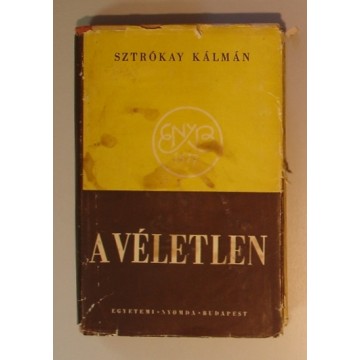 SZTRÓKAY KÁLMÁN
A VÉLETLEN
EGYETEMI • NYOMDA • BUDAPEST